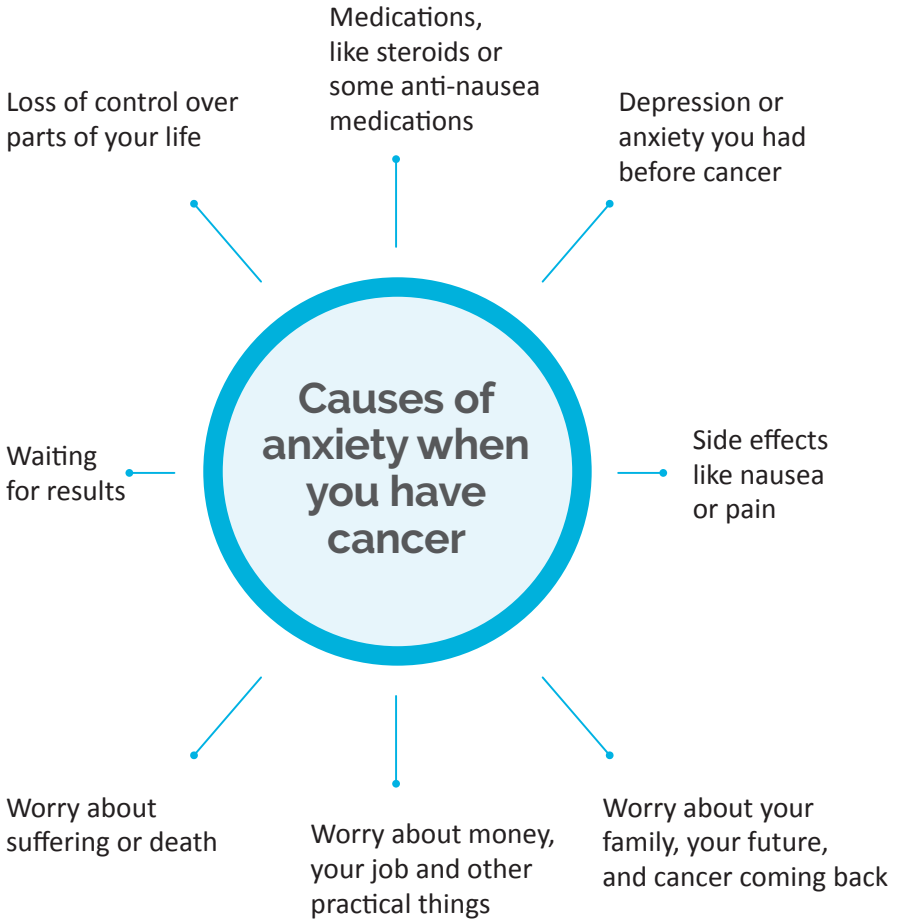 Medications,
like steroids or
some anti-nausea
medications
Loss of control over
parts of your life
Depression or
anxiety you had
before cancer
Causes of
anxiety when
you have
cancer
Waiting
for results
Side effects
like nausea
or pain
Worry about
suffering or death
Worry about money,
your job and other
practical things
Worry about your
family, your future,
and cancer coming back